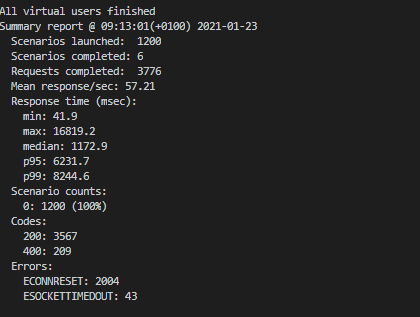 All virtual users finished
Summary report @ 09:13:01(+0100) 2021-01-23
Scenarios launched: 1200
Scenarios completed: 6
Requests completed: 3776
Mean response/sec: 57.21
Response time (msec):
min: 41.9
max: 16819.2
median: 1172.9
p95: 6231.7
p99: 8244.6
Scenario counts:
0: 1200 (100%)
Codes:
200: 3567
400: 209
Errors:
ECONNRESET: 2004
ESOCKETTIMEDOUT: 43